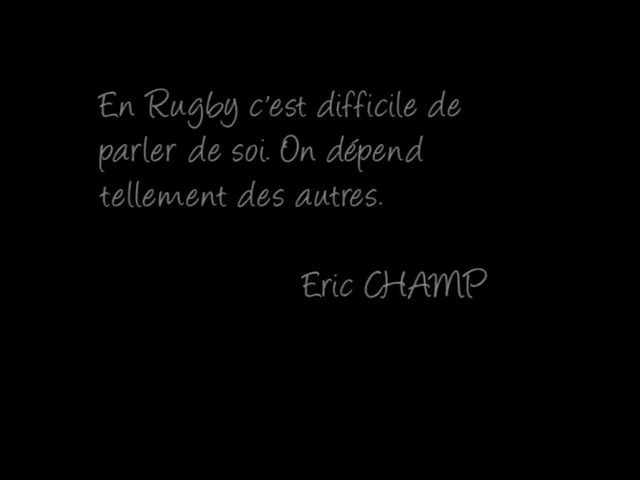 En Rugby c'est difficile de
parler de soi. On dépend
tellement des autres.
Eric CHAMP